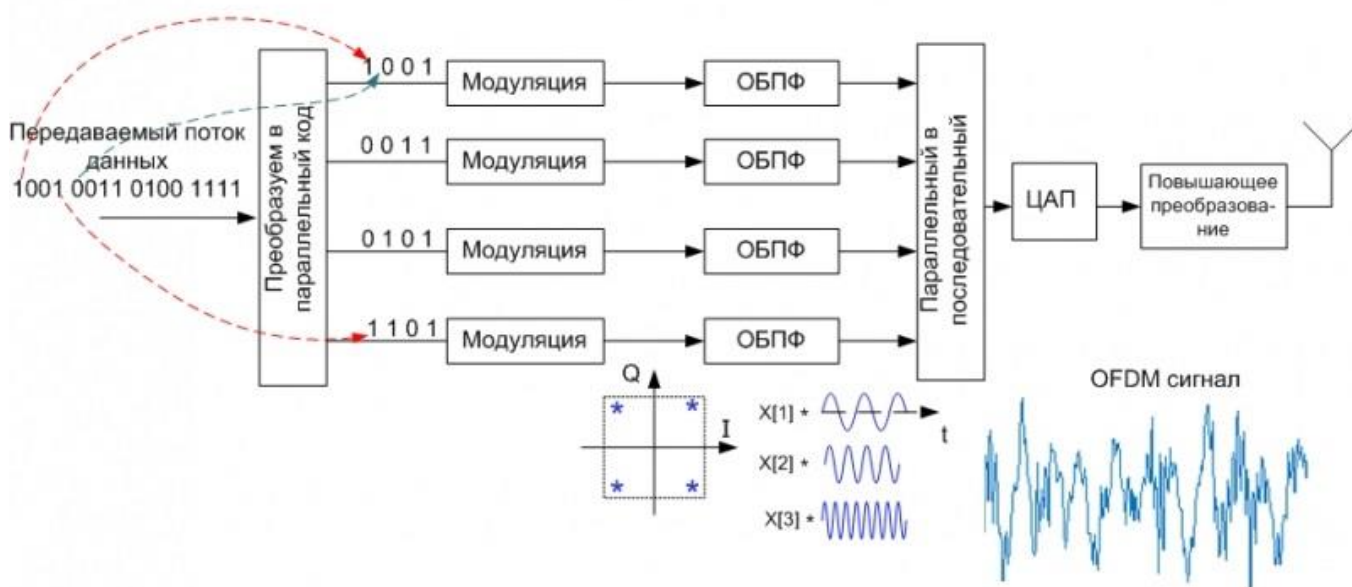 Передаваемый поток
данных
1001 0011 0100 1111
Преобразуем в
параллельный код
1 0 0 1
Модуляция
ОБПФ
0 0 1 1
Модуляция
ОБПФ
0 1 0 1
Модуляция
ОБПФ
1 1 0 1
Модуляция
ОБПФ
Параллельный в
последовательный
ЦАП
Повышающее
преобразова-
ние
Q
I
* *
* *
X[1] *
t
X[2] *
X[3] *
OFDM сигнал